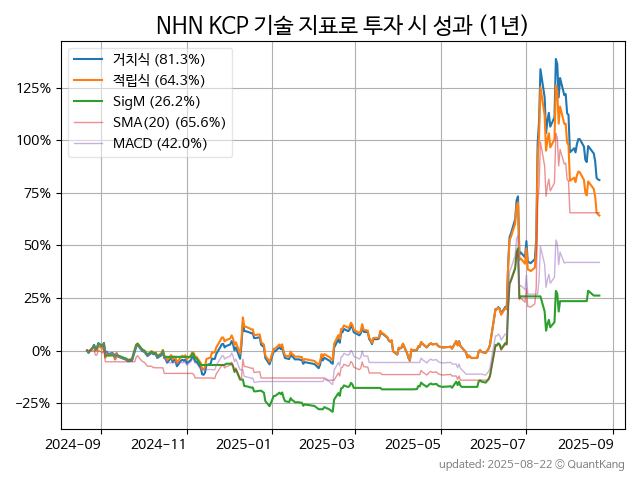 NHN KCP 기술 지표로 투자 시 성과 (1년)
거치식 (81.3%)
적립식 (64.3%)
SigM (26.2%)
SMA(20) (65.6%)
MACD (42.0%)
125%
100%
75%
50%
25%
0%
−25%
2024−09
2024−11
2025−01
2025−03
2025−05
2025−07
2025−09
updated: 2025-08-22 © QuantKang